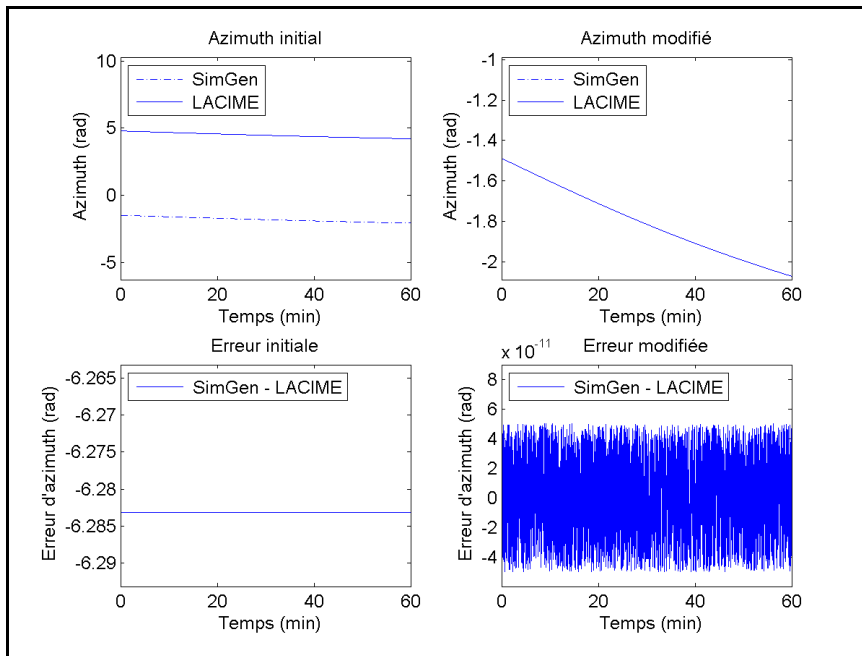 Azimuth initial
10
5
0
-5
Azimuth (rad)
SimGen
LACIME
0 20 40 60
Temps (min)
Azimuth modifié
-1
-1.2
-1.4
-1.6
-1.8
-2
Azimuth (rad)
SimGen
LACIME
0 20 40 60
Temps (min)
Erreur initiale
-6.265
-6.27
-6.275
-6.28
-6.285
-6.29
Erreur d'azimuth (rad)
SimGen - LACIME
0 20 40 60
Temps (min)
x 10⁻¹¹
Erreur modifiée
8
6
4
2
0
-2
-4
Erreur d'azimuth (rad)
SimGen - LACIME
0 20 40 60
Temps (min)